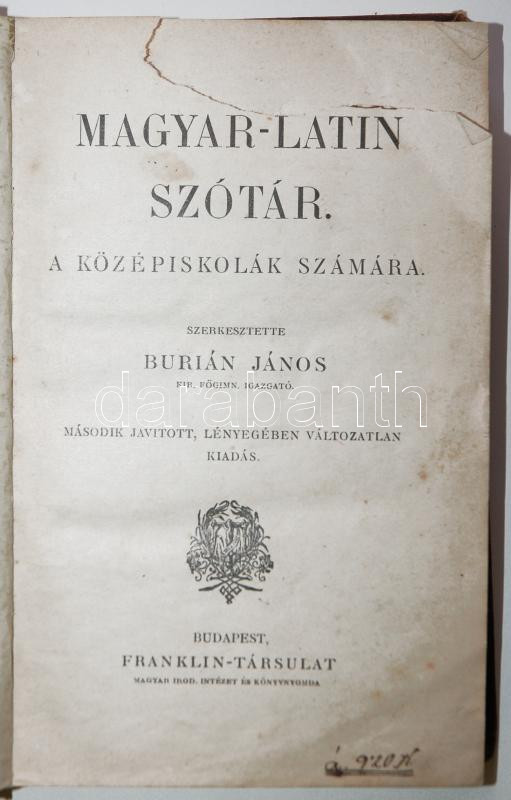 MAGYAR-LATIN
SZÓTÁR.
A KÖZÉPISKOLÁK SZÁMÁRA.
SZERKESZTETTE
BURIÁN JÁNOS
KIR. FŐGIMN. IGAZGATÓ.
darabanth
MÁSODIK JAVITOTT, LÉNYEGÉBEN VÁLTOZATLAN
KIADÁS.
BUDAPEST,
FRANKLIN-TÁRSULAT
MAGYAR IROD. INTÉZET ÉS KÖNYVNYOMDA